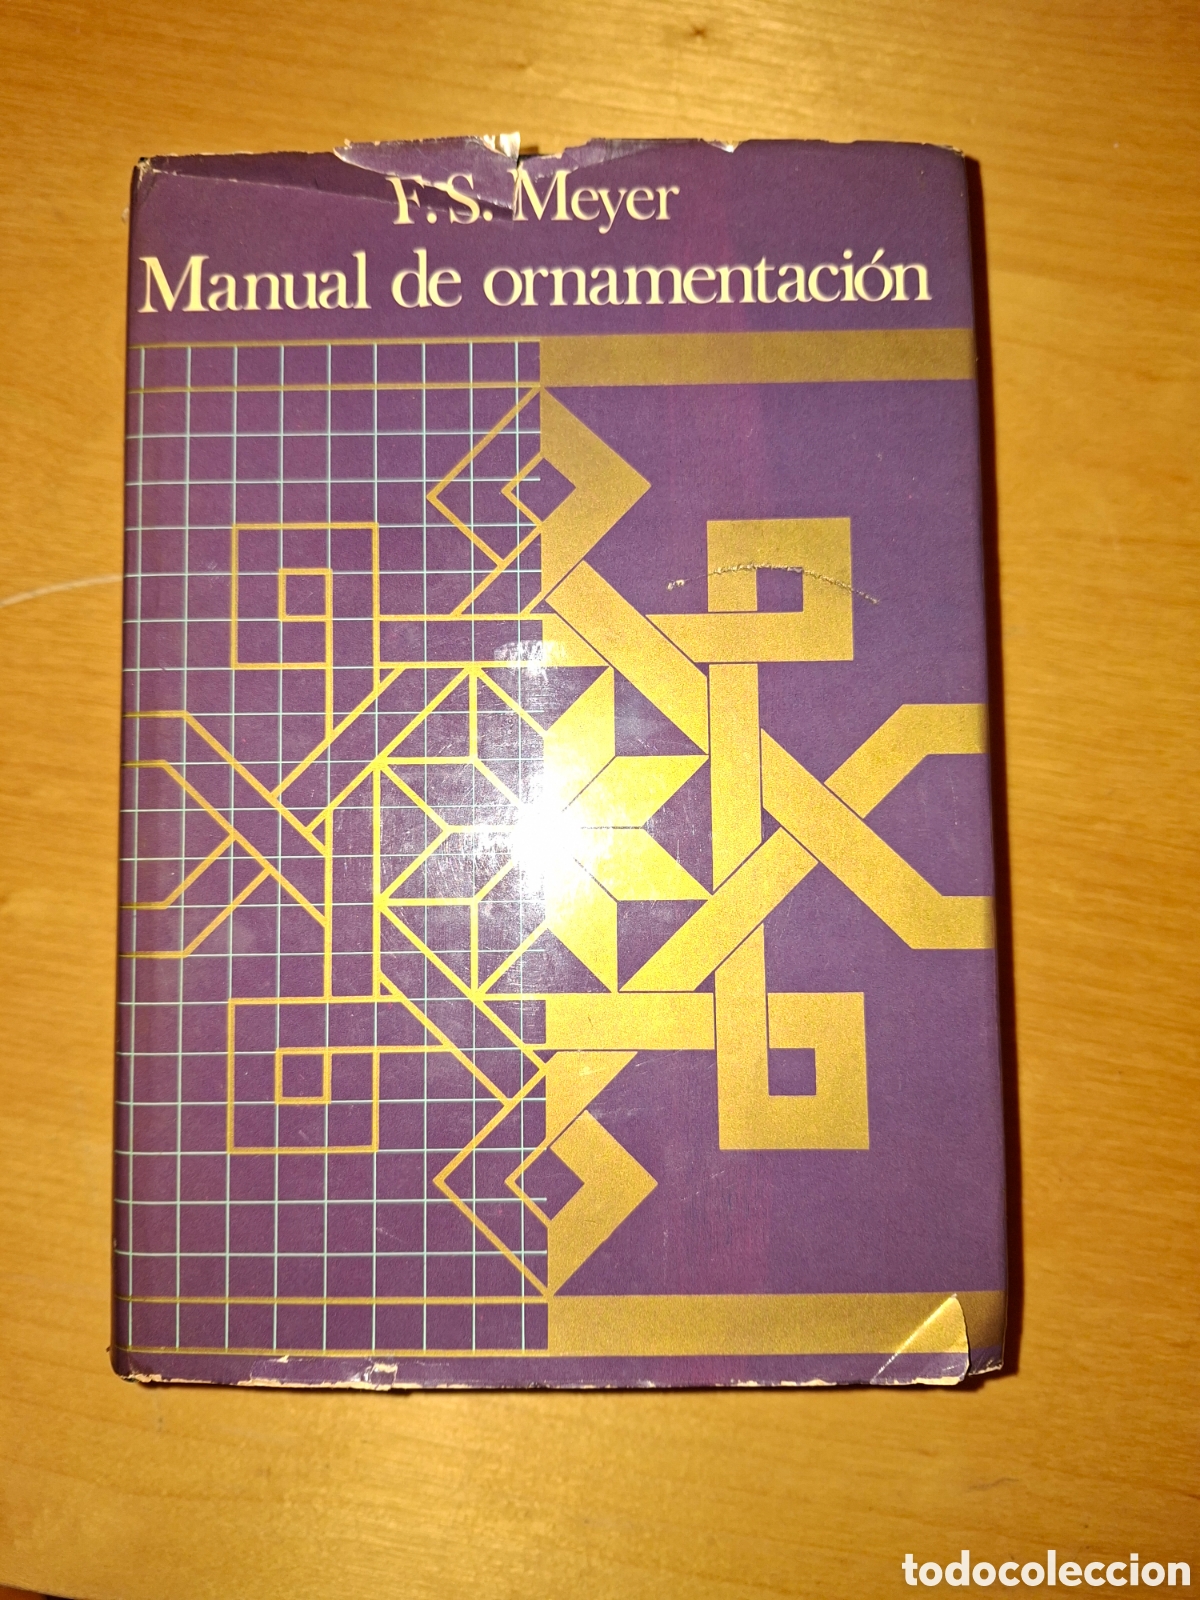 F. S. Meyer
Manual de ornamentación
todocoleccion